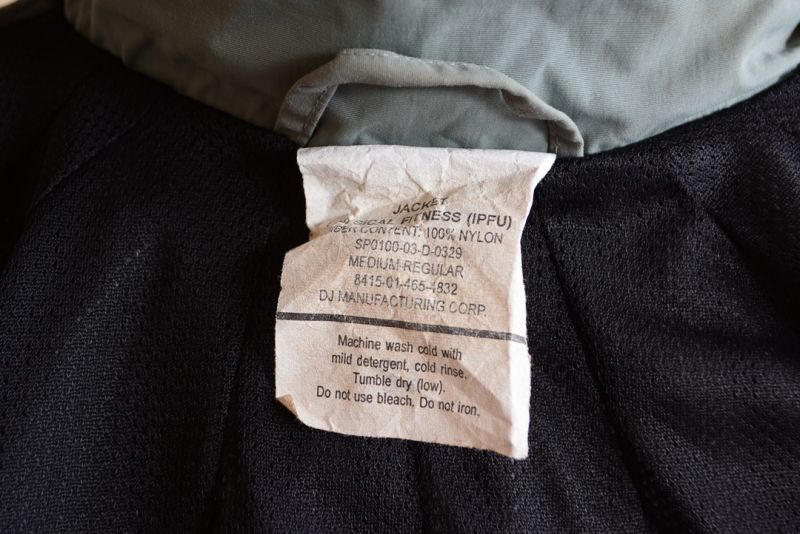 JACKET
FITNESS (IPFU)
CONTENT: 100% NYLON
SP0100-03-D-0329
MEDIUM-REGULAR
8415-01-465-4832
DJ MANUFACTURING CORP.
Machine wash cold with
mild detergent, cold rinse.
Tumble dry (low).
Do not use bleach. Do not iron.